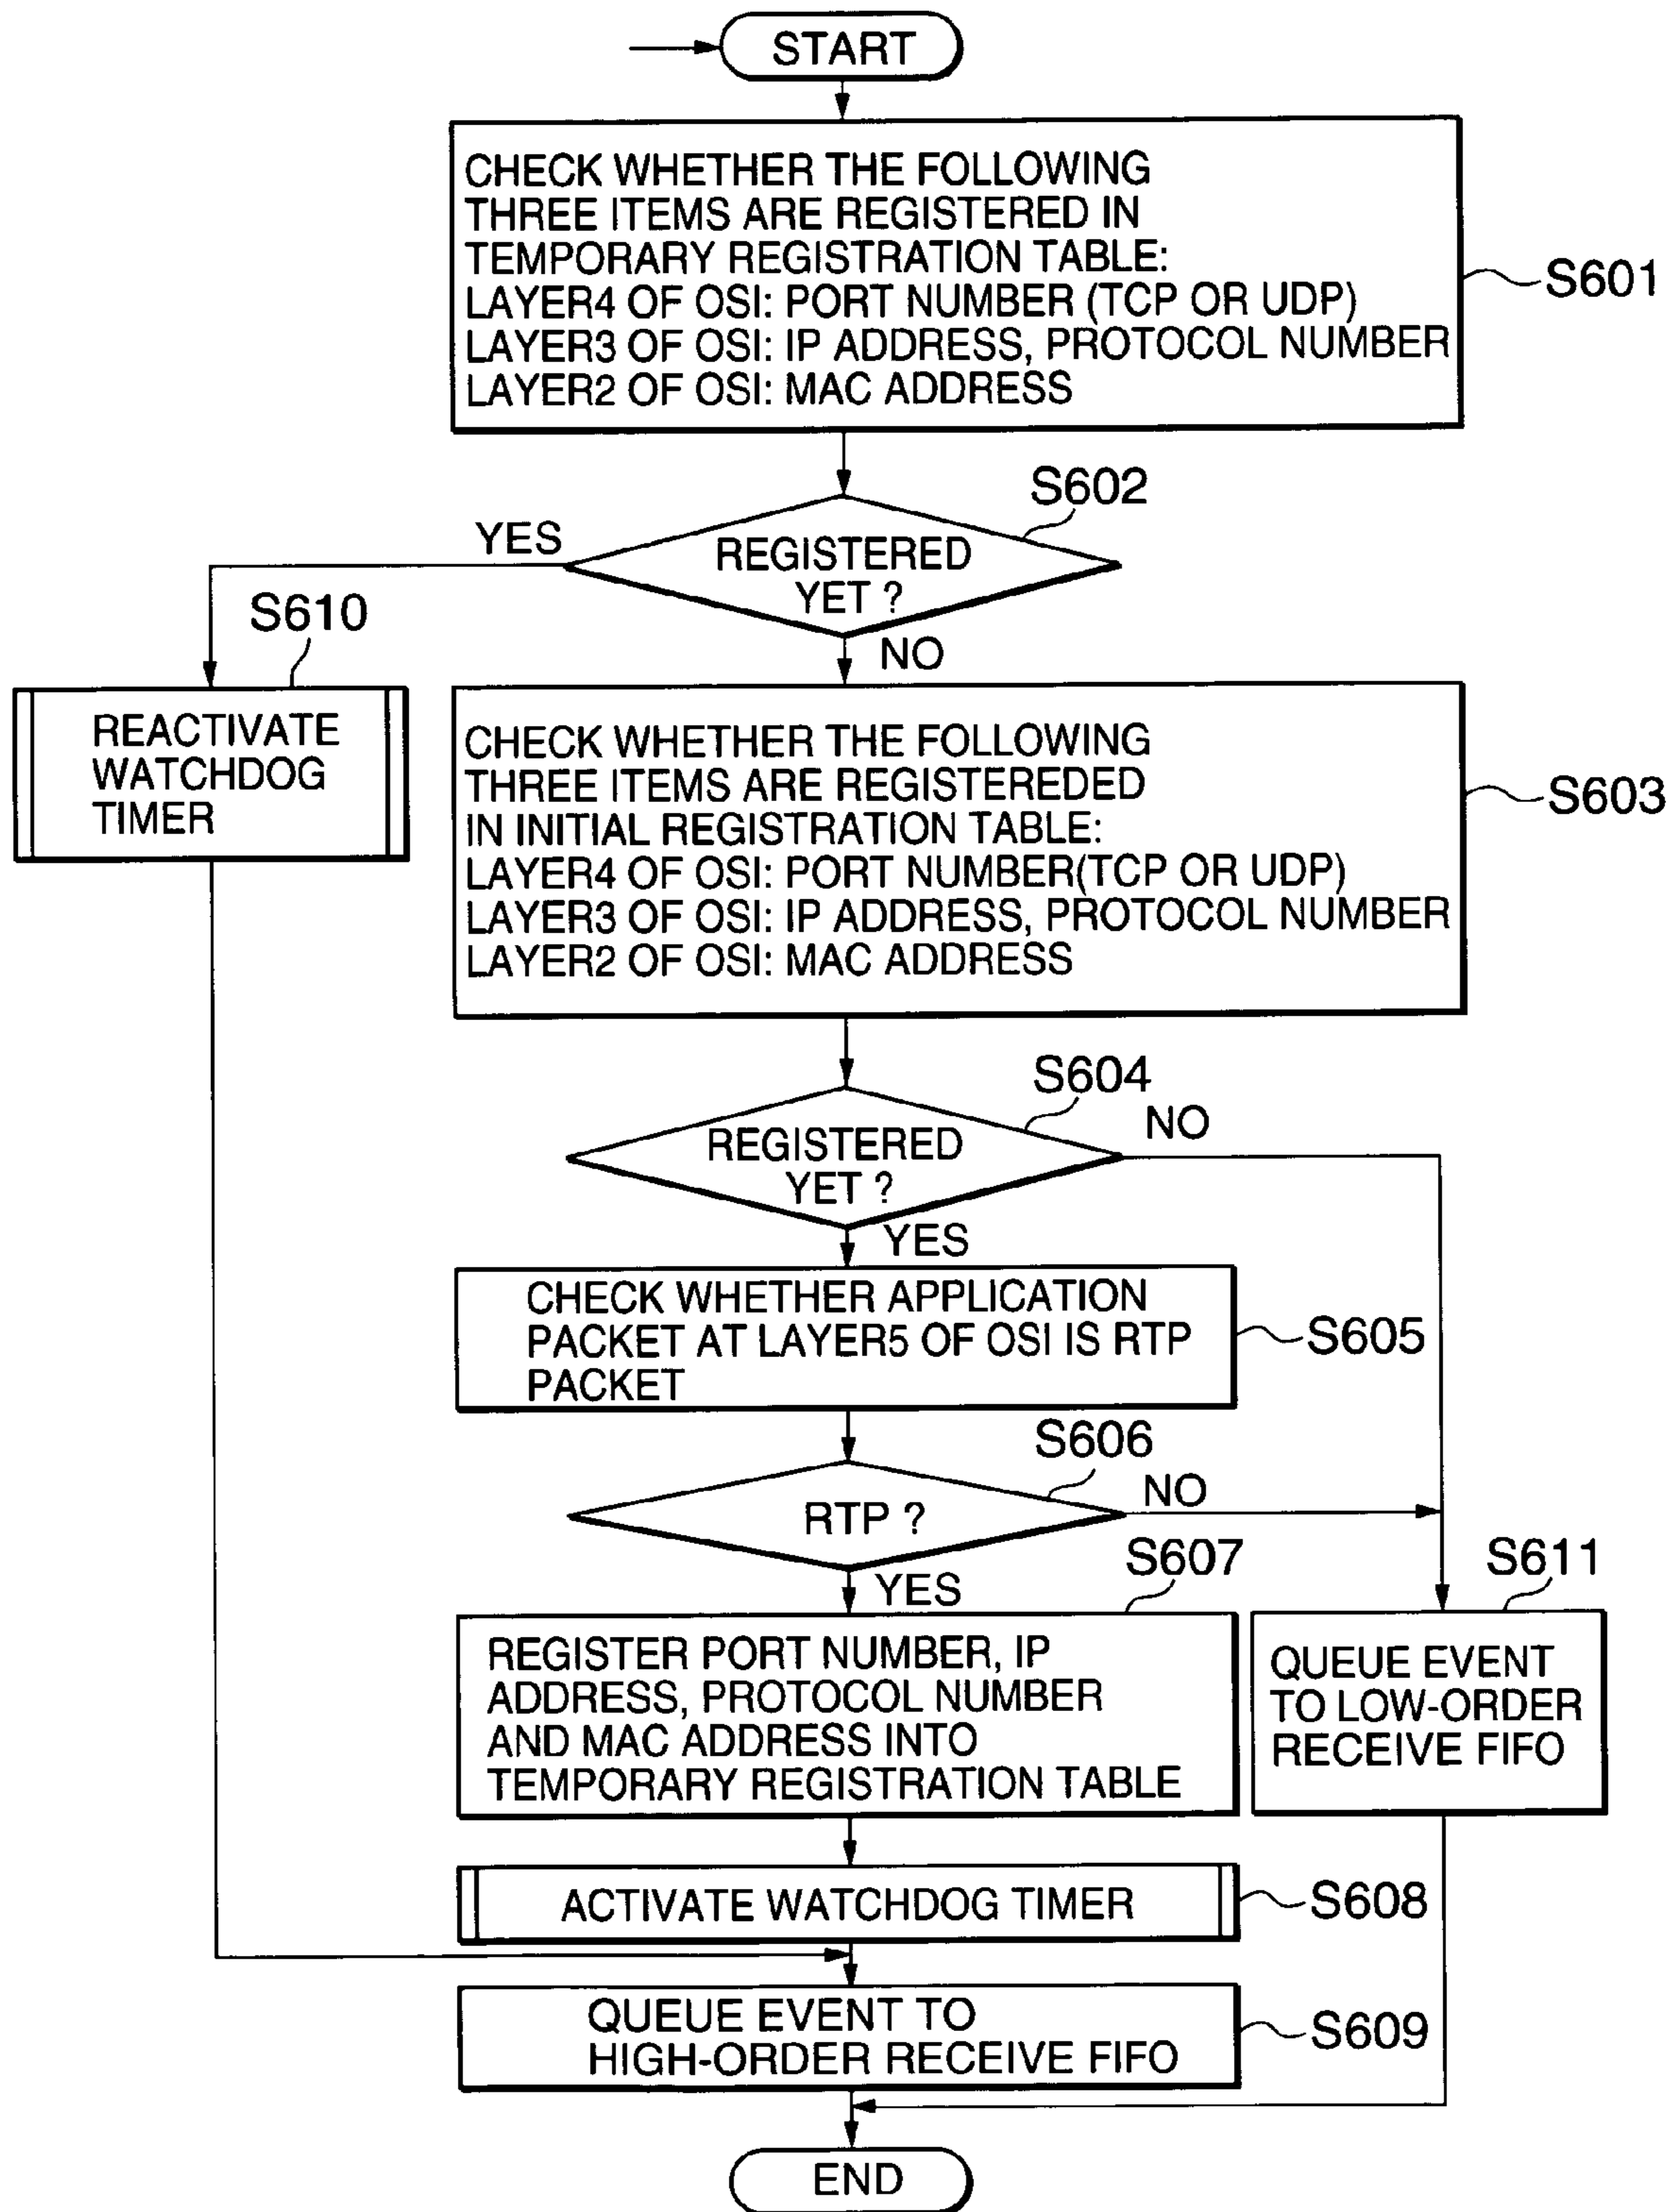 START
CHECK WHETHER THE FOLLOWING
THREE ITEMS ARE REGISTERED IN
TEMPORARY REGISTRATION TABLE:
LAYER4 OF OSI: PORT NUMBER (TCP OR UDP)
LAYER3 OF OSI: IP ADDRESS, PROTOCOL NUMBER
LAYER2 OF OSI: MAC ADDRESS
S601
S602
YES
REGISTERED
YET ?
NO
S610
REACTIVATE
WATCHDOG
TIMER
CHECK WHETHER THE FOLLOWING
THREE ITEMS ARE REGISTEREDED
IN INITIAL REGISTRATION TABLE:
LAYER4 OF OSI: PORT NUMBER(TCP OR UDP)
LAYER3 OF OSI: IP ADDRESS, PROTOCOL NUMBER
LAYER2 OF OSI: MAC ADDRESS
S603
S604
NO
REGISTERED
YET ?
YES
CHECK WHETHER APPLICATION
PACKET AT LAYER5 OF OSI IS RTP
PACKET
S605
S606
NO
RTP ?
YES
S607
REGISTER PORT NUMBER, IP
ADDRESS, PROTOCOL NUMBER
AND MAC ADDRESS INTO
TEMPORARY REGISTRATION TABLE
S611
QUEUE EVENT
TO LOW-ORDER
RECEIVE FIFO
ACTIVATE WATCHDOG TIMER
S608
QUEUE EVENT TO
HIGH-ORDER RECEIVE FIFO
S609
END